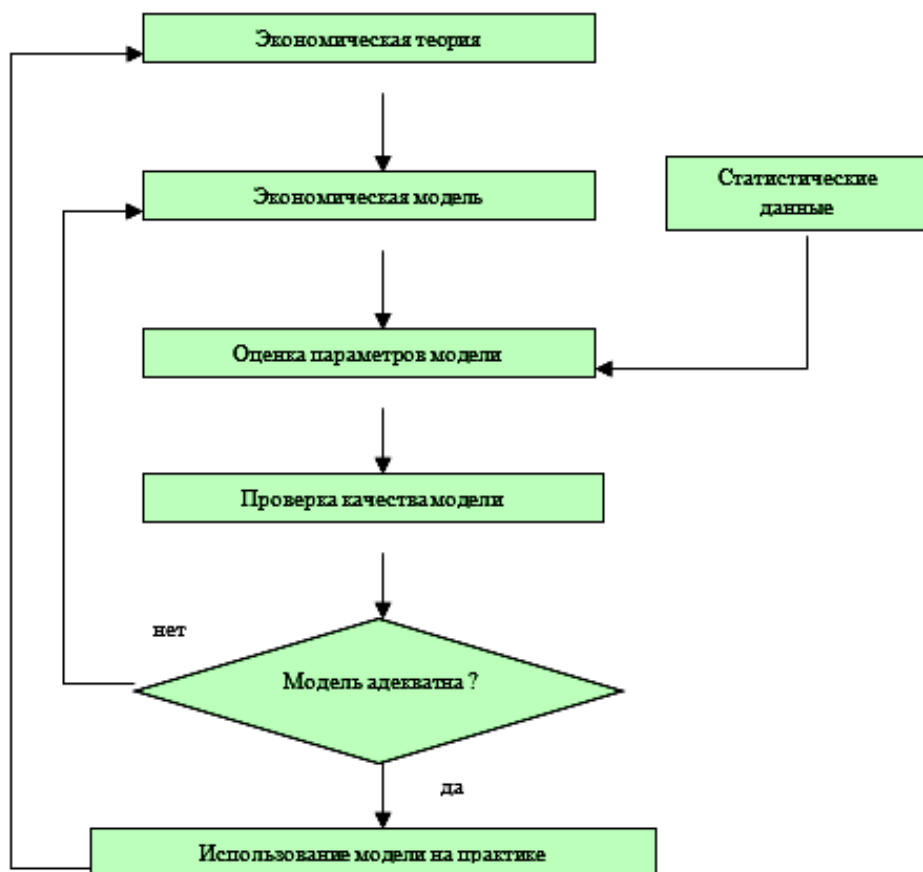 Экономическая теория
Экономическая модель
Статистические
данные
Оценка параметров модели
Проверка качества модели
нет
Модель адекватна ?
да
Использование модели на практике